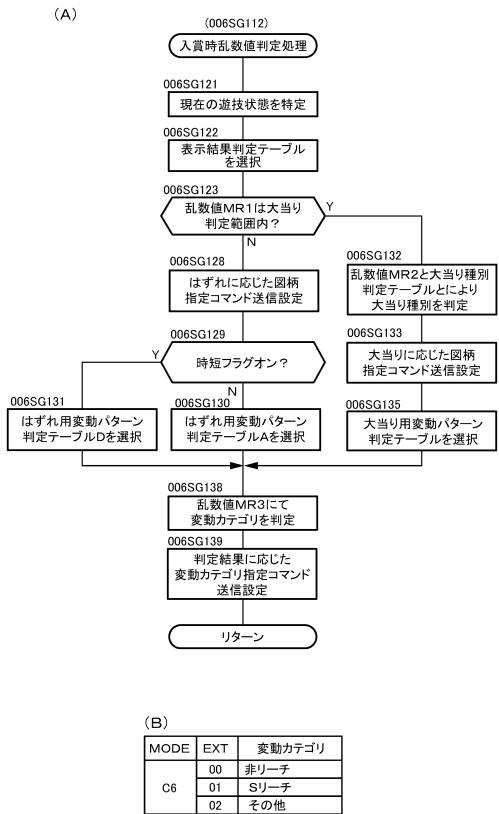 (A)
(006SG112)
入賞時乱数値判定処理
006SG121
現在の遊技状態を特定
006SG122
表示結果判定テーブル
を選択
006SG123
乱数値MR1は大当り
判定範囲内?
Y
N
006SG128
はずれに応じた図柄
指定コマンド送信設定
006SG132
乱数値MR2と大当り種別
判定テーブルとにより
大当り種別を判定
006SG129
時短フラグオン?
Y
N
006SG133
大当りに応じた図柄
指定コマンド送信設定
006SG131
はずれ用変動パターン
判定テーブルDを選択
006SG130
はずれ用変動パターン
判定テーブルAを選択
006SG135
大当り用変動パターン
判定テーブルを選択
006SG138
乱数値MR3にて
変動カテゴリを判定
006SG139
判定結果に応じた
変動カテゴリ指定コマンド
送信設定
リターン
(B)
MODE EXT 変動カテゴリ
C6 00 非リーチ
01 Sリーチ
02 その他